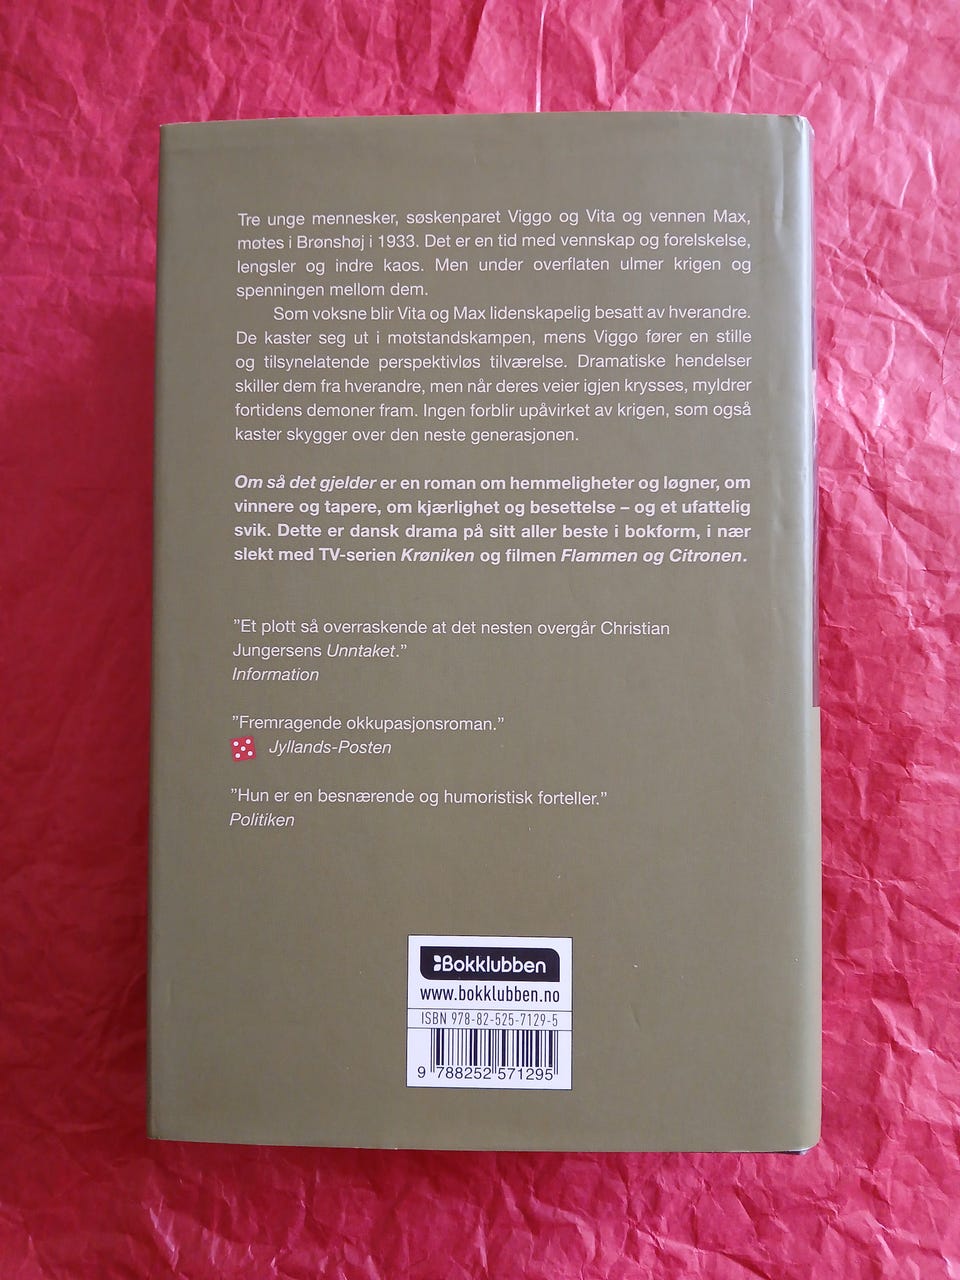 Tre unge mennesker, søskenparet Viggo og Vita og vennen Max,
møtes i Brønshøj i 1933. Det er en tid med vennskap og forelskelse,
lengsler og indre kaos. Men under overflaten ulmer krigen og
spenningen mellom dem.
Som voksne blir Vita og Max lidenskapelig besatt av hverandre.
De kaster seg ut i motstandskampen, mens Viggo fører en stille
og tilsynelatende perspektivløs tilværelse. Dramatiske hendelser
skiller dem fra hverandre, men når deres veier igjen krysses, myldrer
fortidens demoner fram. Ingen forblir upåvirket av krigen, som også
kaster skygger over den neste generasjonen.
Om så det gjelder er en roman om hemmeligheter og løgner, om
vinnere og tapere, om kjærlighet og besettelse – og et ufattelig
svik. Dette er dansk drama på sitt aller beste i bokform, i nær
slekt med TV-serien Krøniken og filmen Flammen og Citronen.
”Et plott så overraskende at det nesten overgår Christian
Jungersens Unntaket.”
Information
”Fremragende okkupasjonsroman.”
Jyllands-Posten
”Hun er en besnærende og humoristisk forteller.”
Politiken
Bokklubben
www.bokklubben.no
ISBN 978-82-525-7129-5
9 788252 571295